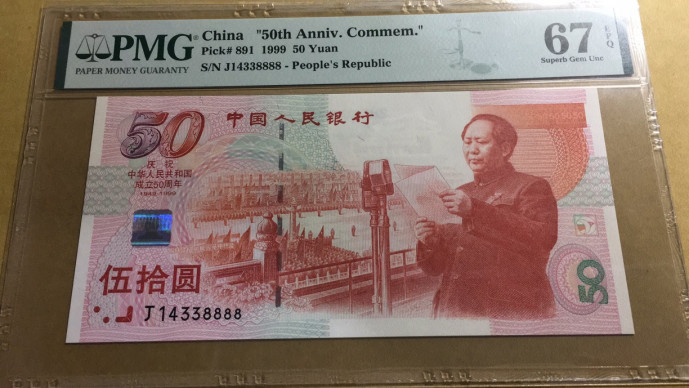 PMG
PAPER MONEY GUARANTY
China "50th Anniv. Commem."
Pick# 891 1999 50 Yuan
S/N J14338888 - People's Republic
67
EPQ
Superb Gem Unc
50
中国人民银行
庆祝
中华人民共和国
成立50周年
1949-1999
伍拾圆
J14338888
50